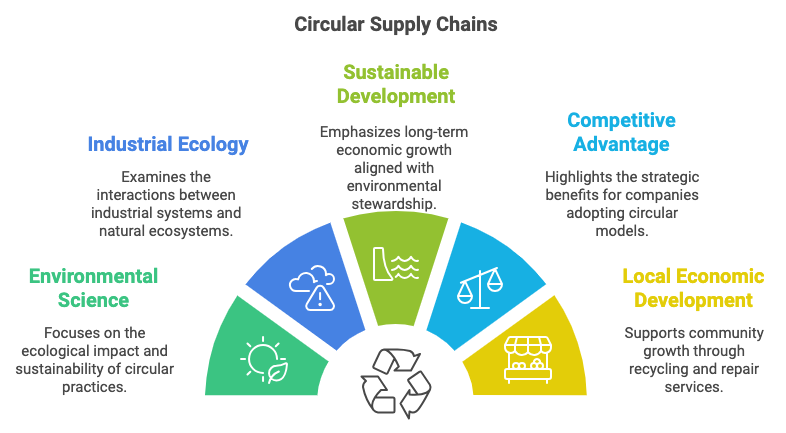 Circular Supply Chains
Sustainable
Development
Emphasizes long-term
economic growth
aligned with
environmental
stewardship.
Industrial Ecology
Examines the
interactions between
industrial systems and
natural ecosystems.
Competitive
Advantage
Highlights the strategic
benefits for companies
adopting circular
models.
Environmental
Science
Focuses on the
ecological impact and
sustainability of circular
practices.
Local Economic
Development
Supports community
growth through
recycling and repair
services.